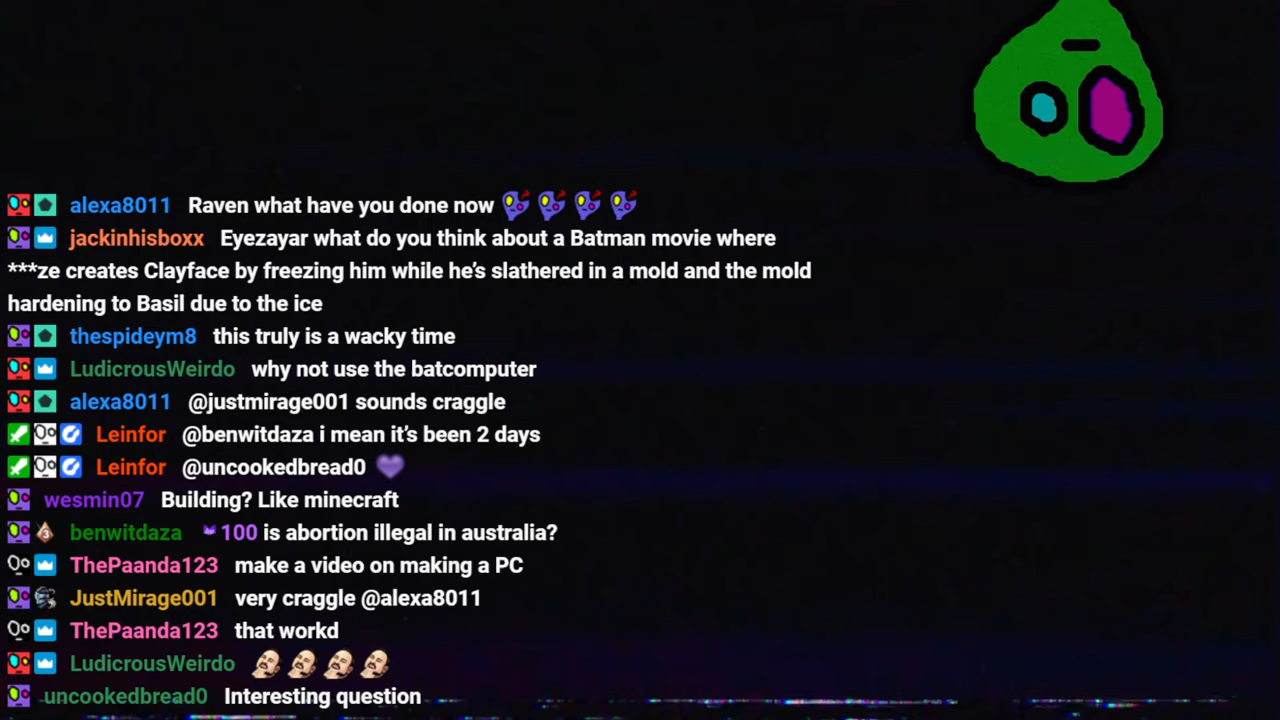 alexa8011 Raven what have you done now
jackinhisboxx Eyezayar what do you think about a Batman movie where
***ze creates Clayface by freezing him while he's slathered in a mold and the mold
hardening to Basil due to the ice
thespideym8 this truly is a wacky time
LudicrousWeirdo why not use the batcomputer
alexa8011 @justmirage001 sounds craggle
Leinfor @benwitdaza i mean it's been 2 days
Leinfor @uncookedbread0 💜
wesmin07 Building? Like minecraft
benwitdaza 100 is abortion illegal in australia?
ThePaanda123 make a video on making a PC
JustMirage001 very craggle @alexa8011
ThePaanda123 that workd
LudicrousWeirdo
uncookedbread0 Interesting question